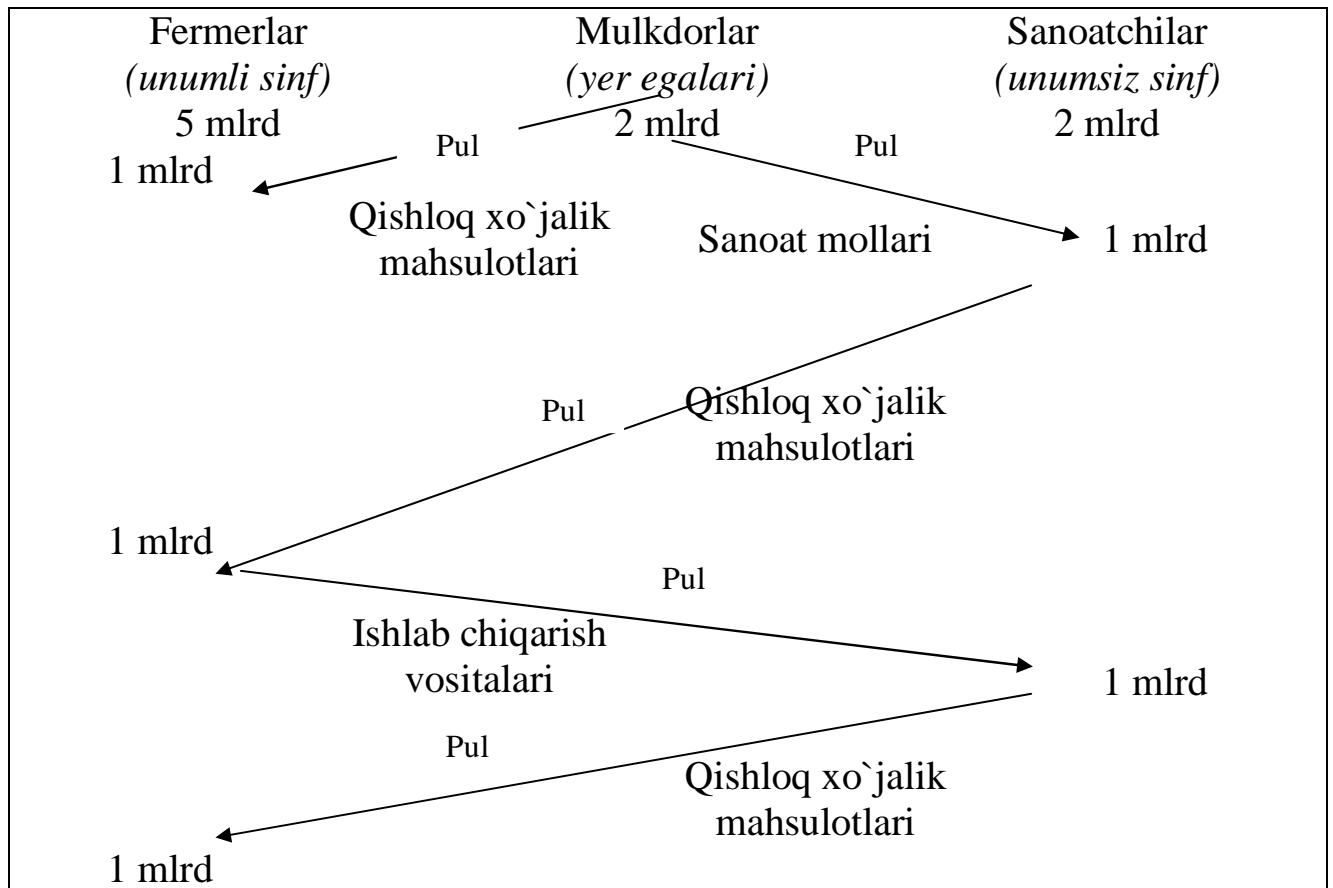 Fermerlar Mulkdorlar Sanoatchilar
(unumli sinf) (yer egalari) (unumsiz sinf)
5 mlrd 2 mlrd 2 mlrd
Pul Pul
1 mlrd
Qishloq xo`jalik
mahsulotlari
Sanoat mollari 1 mlrd
Pul
Qishloq xo`jalik
mahsulotlari
1 mlrd
Pul
Ishlab chiqarish
vositalari
1 mlrd
Pul
Qishloq xo`jalik
mahsulotlari
1 mlrd